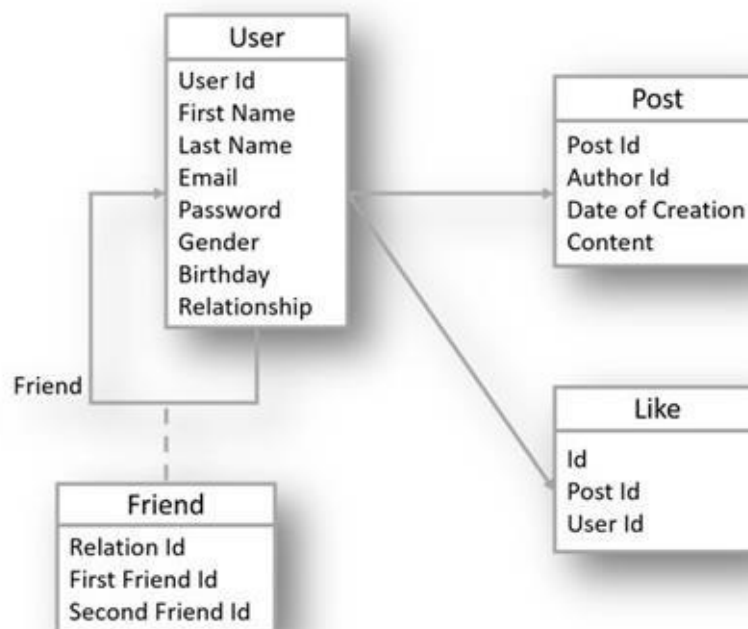 User
User Id
First Name
Last Name
Email
Password
Gender
Birthday
Relationship
Post
Post Id
Author Id
Date of Creation
Content
Friend
Like
Id
Post Id
User Id
Friend
Relation Id
First Friend Id
Second Friend Id